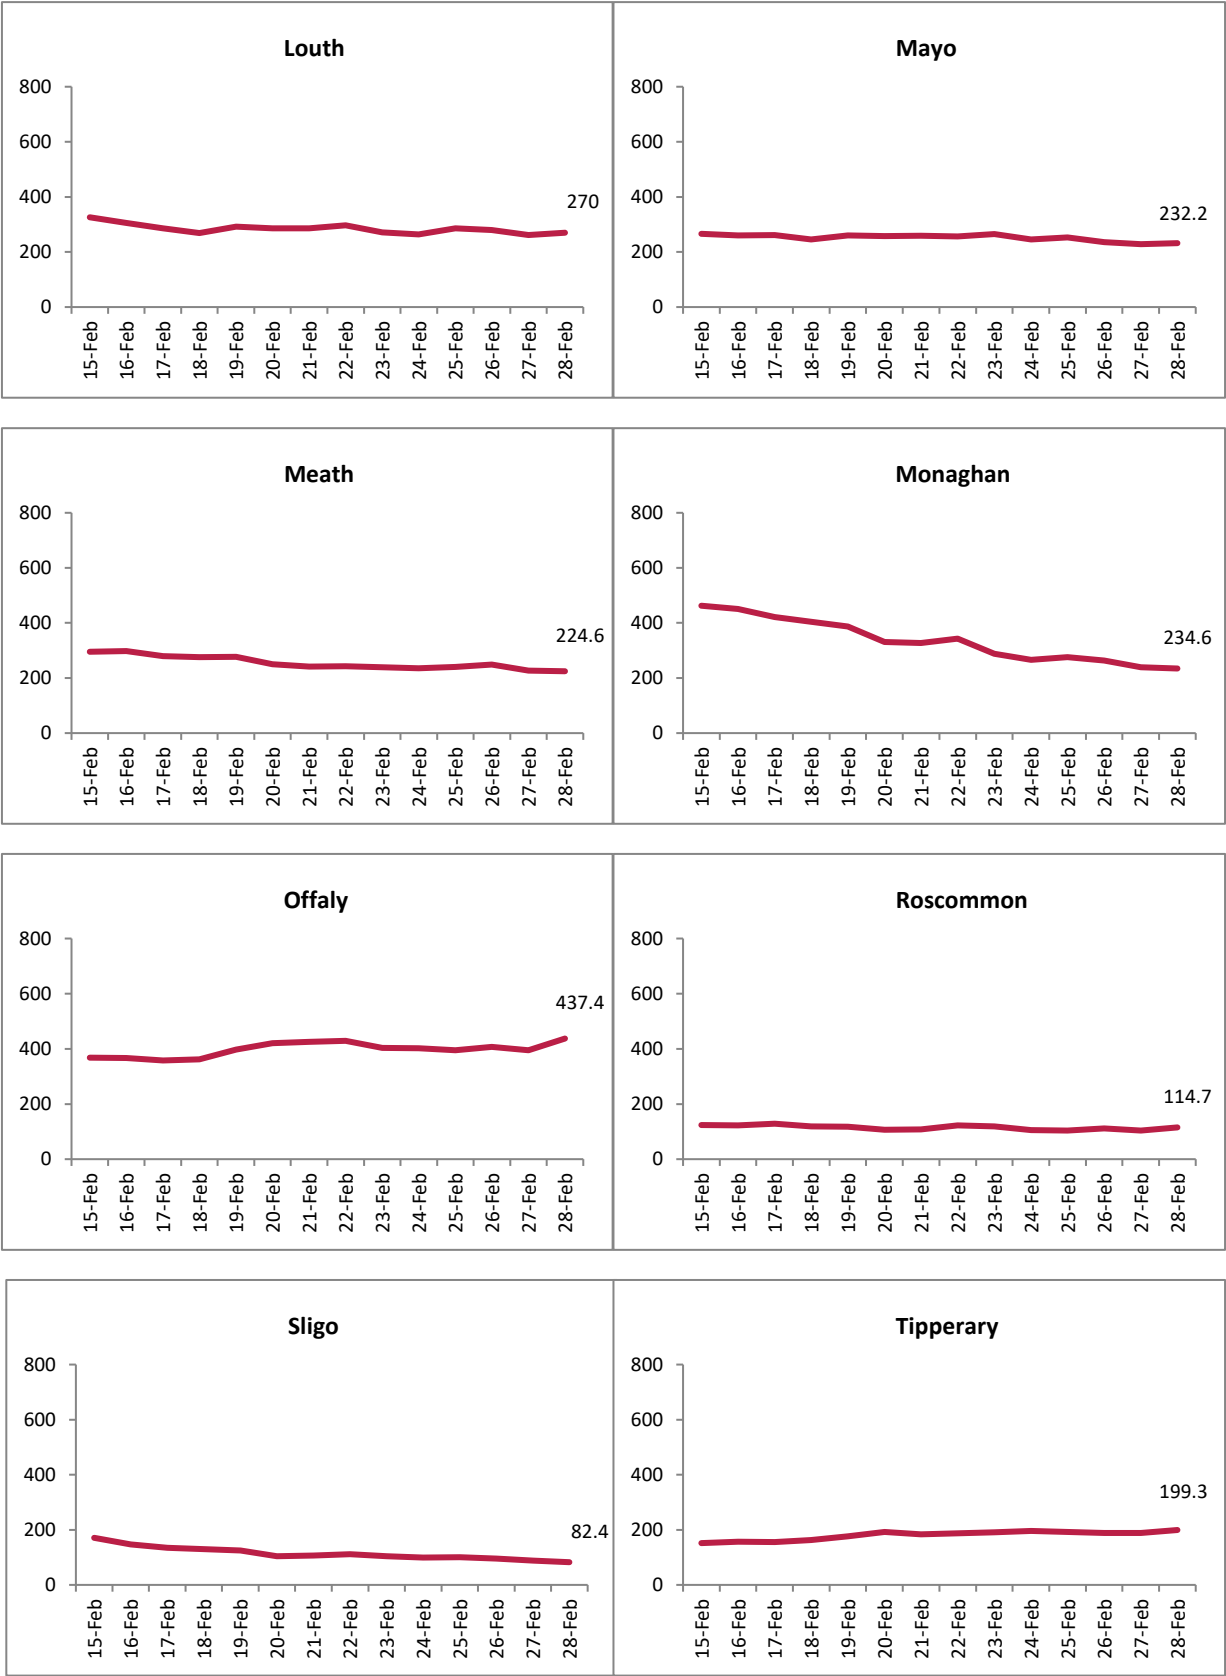 Louth
800
600
400
200
0
270
15-Feb
16-Feb
17-Feb
18-Feb
19-Feb
20-Feb
21-Feb
22-Feb
23-Feb
24-Feb
25-Feb
26-Feb
27-Feb
28-Feb
Mayo
800
600
400
200
0
232.2
15-Feb
16-Feb
17-Feb
18-Feb
19-Feb
20-Feb
21-Feb
22-Feb
23-Feb
24-Feb
25-Feb
26-Feb
27-Feb
28-Feb
Meath
800
600
400
200
0
224.6
15-Feb
16-Feb
17-Feb
18-Feb
19-Feb
20-Feb
21-Feb
22-Feb
23-Feb
24-Feb
25-Feb
26-Feb
27-Feb
28-Feb
Monaghan
800
600
400
200
0
234.6
15-Feb
16-Feb
17-Feb
18-Feb
19-Feb
20-Feb
21-Feb
22-Feb
23-Feb
24-Feb
25-Feb
26-Feb
27-Feb
28-Feb
Offaly
800
600
400
200
0
437.4
15-Feb
16-Feb
17-Feb
18-Feb
19-Feb
20-Feb
21-Feb
22-Feb
23-Feb
24-Feb
25-Feb
26-Feb
27-Feb
28-Feb
Roscommon
800
600
400
200
0
114.7
15-Feb
16-Feb
17-Feb
18-Feb
19-Feb
20-Feb
21-Feb
22-Feb
23-Feb
24-Feb
25-Feb
26-Feb
27-Feb
28-Feb
Sligo
800
600
400
200
0
82.4
15-Feb
16-Feb
17-Feb
18-Feb
19-Feb
20-Feb
21-Feb
22-Feb
23-Feb
24-Feb
25-Feb
26-Feb
27-Feb
28-Feb
Tipperary
800
600
400
200
0
199.3
15-Feb
16-Feb
17-Feb
18-Feb
19-Feb
20-Feb
21-Feb
22-Feb
23-Feb
24-Feb
25-Feb
26-Feb
27-Feb
28-Feb